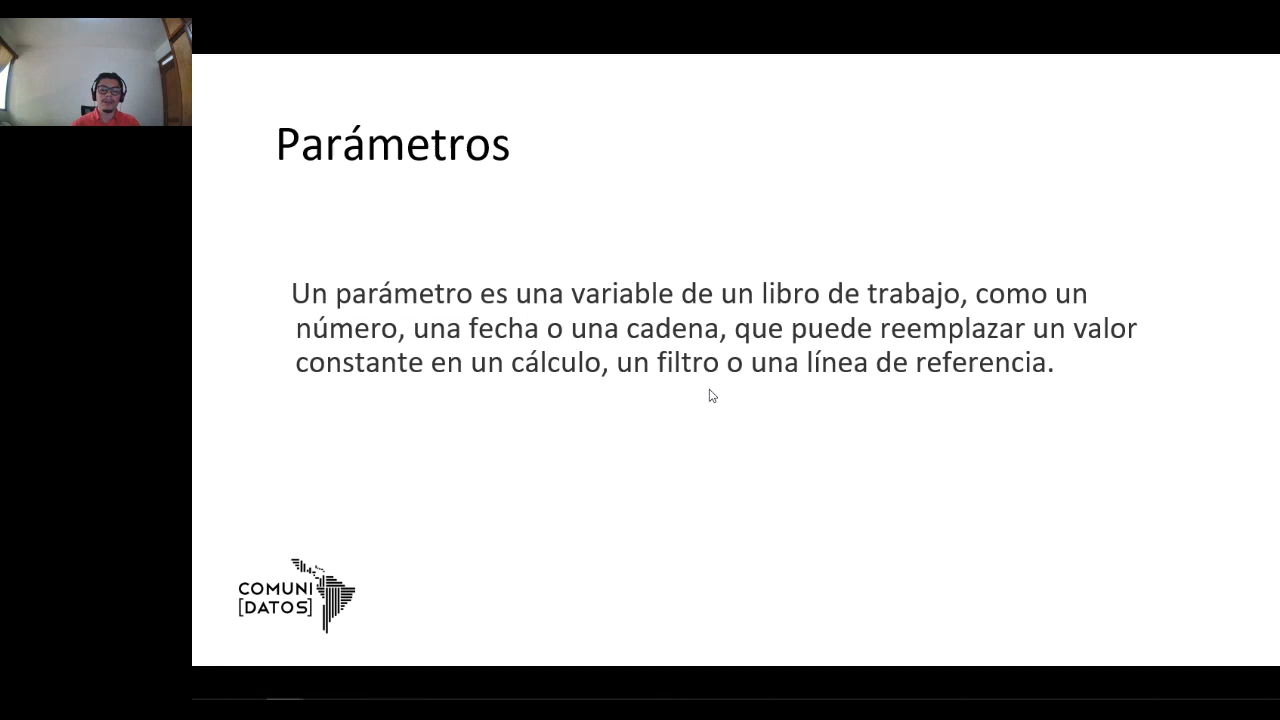 Parámetros
Un parámetro es una variable de un libro de trabajo, como un
número, una fecha o una cadena, que puede reemplazar un valor
constante en un cálculo, un filtro o una línea de referencia.
COMUNI
[DATOS]